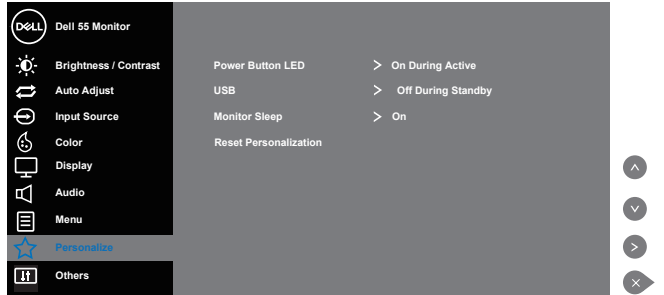 DELL Dell 55 Monitor
Brightness / Contrast Power Button LED > On During Active
Auto Adjust USB > Off During Standby
Input Source Monitor Sleep > On
Color Reset Personalization
Display
Audio
Menu
Personalize
Others